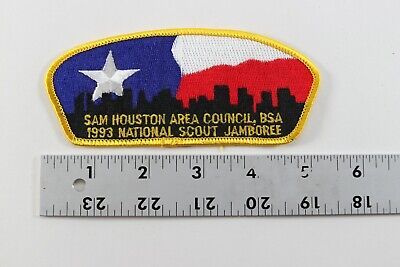 SAM HOUSTON AREA COUNCIL, BSA
1993 NATIONAL SCOUT JAMBOREE
1 2 3 4 5 6
23 22 21 20 19 18